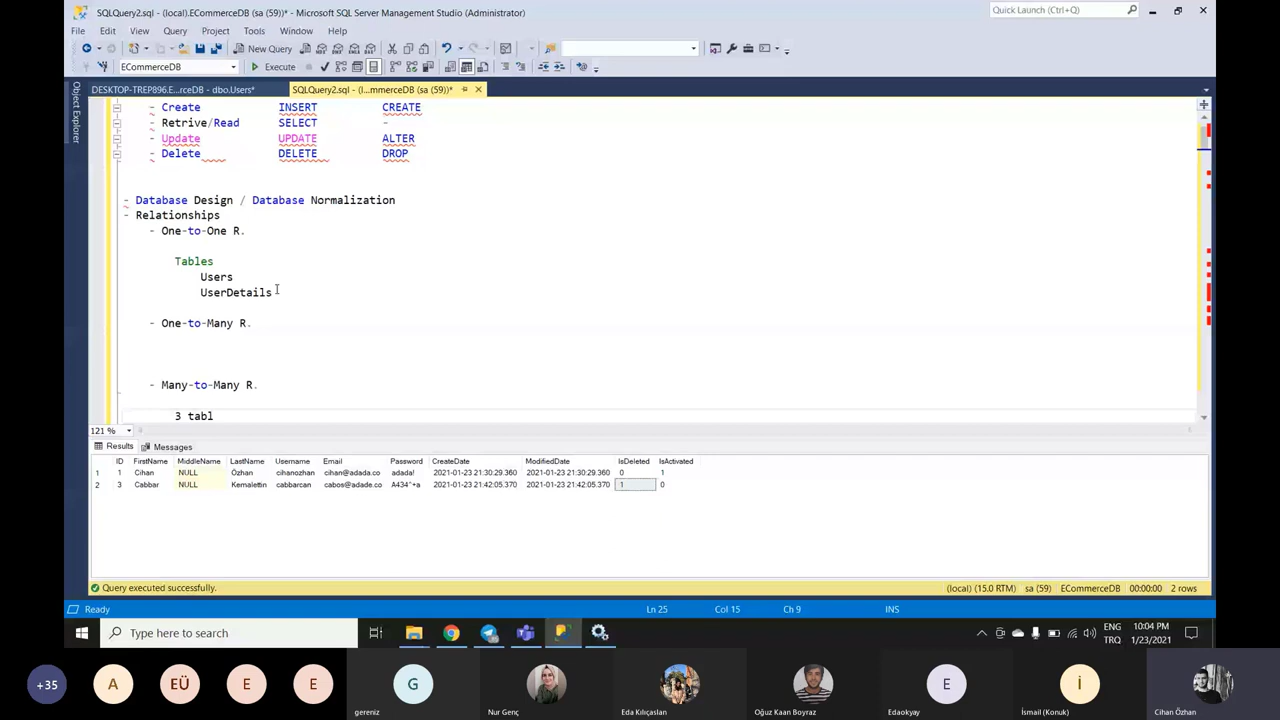 SQLQuery2.sql - (local).ECommerceDB (sa (59))* - Microsoft SQL Server Management Studio (Administrator)
Quick Launch (Ctrl+Q)
File Edit View Query Project Tools Window Help
New Query
ECommerceDB Execute
Object Explorer
DESKTOP-TREP896.E...rceDB - dbo.Users* SQLQuery2.sql - (l...mmerceDB (sa (59))*
- Create INSERT CREATE
- Retrive/Read SELECT -
- Update UPDATE ALTER
- Delete DELETE DROP
- Database Design / Database Normalization
- Relationships
- One-to-One R.
Tables
Users
UserDetails
- One-to-Many R.
- Many-to-Many R.
3 tabl
121 %
Results Messages
ID FirstName MiddleName LastName Username Email Password CreateDate ModifiedDate IsDeleted IsActivated
1 1 Cihan NULL Özhan cihanozhan cihan@adada.co adada! 2021-01-23 21:30:29.360 2021-01-23 21:30:29.360 0 1
2 3 Cabbar NULL Kemalettin cabbarcan cabos@adade.co A434^+a 2021-01-23 21:42:05.370 2021-01-23 21:42:05.370 1 0
Query executed successfully. (local) (15.0 RTM) sa (59) ECommerceDB 00:00:00 2 rows
Ready Ln 25 Col 15 Ch 9 INS
Type here to search
ENG
TRQ
10:04 PM
1/23/2021
+35 A EÜ E E G E İ
gereniz Nur Genç Eda Kılıçaslan Oğuz Kaan Boyraz Edaokyay İsmail (Konuk) Cihan Özhan